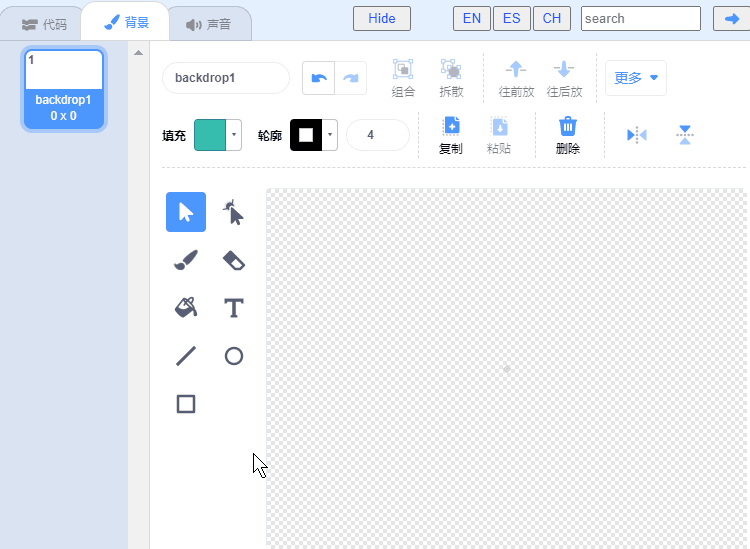 代码 背景 声音 Hide EN ES CH search
1
backdrop1
0 x 0
backdrop1 组合 拆散 往前放 往后放 更多
填充 轮廓 4 复制 粘贴 删除
T